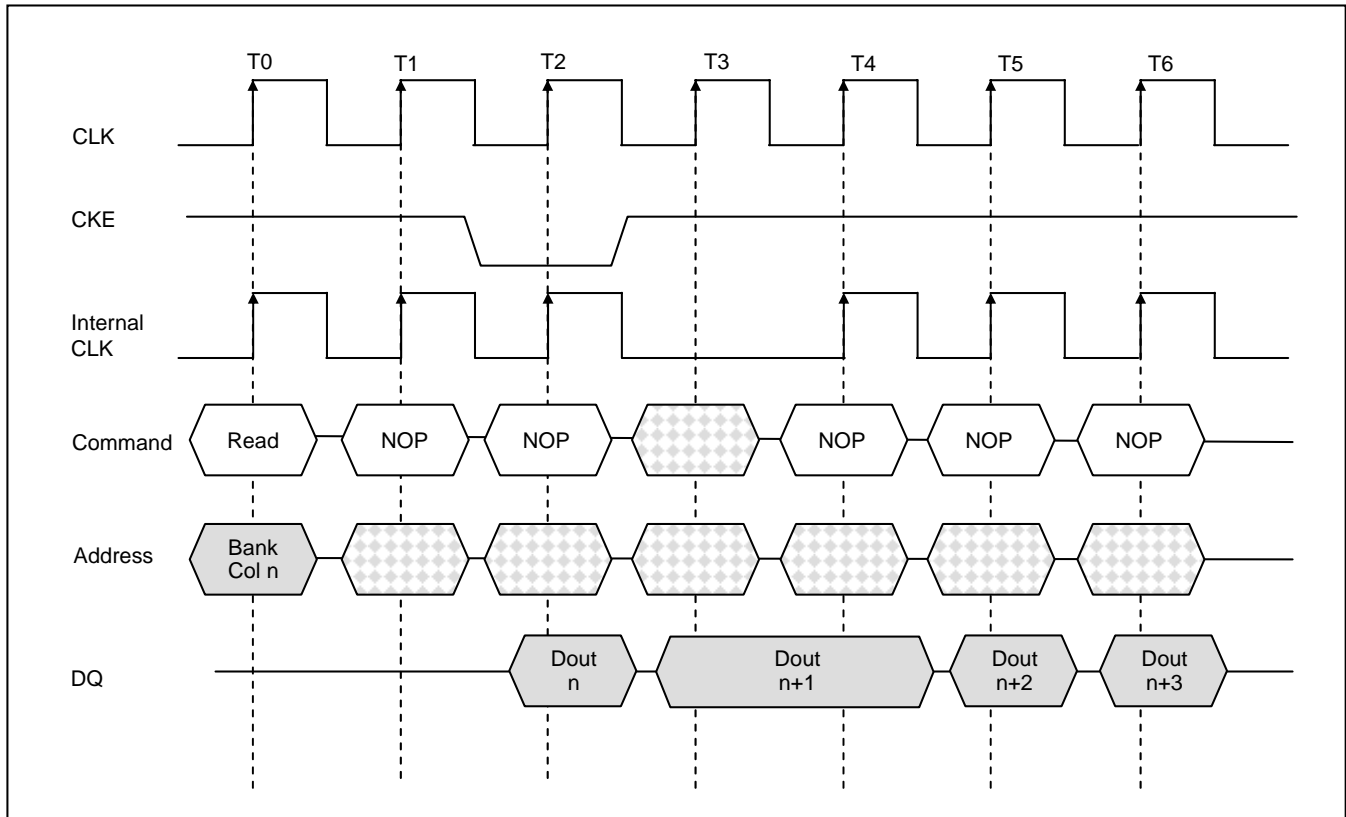 T0 T1 T2 T3 T4 T5 T6
CLK
CKE
Internal
CLK
Command Read NOP NOP NOP NOP NOP
Address
Bank
Col n
DQ
Dout
n
Dout
n+1
Dout
n+2
Dout
n+3